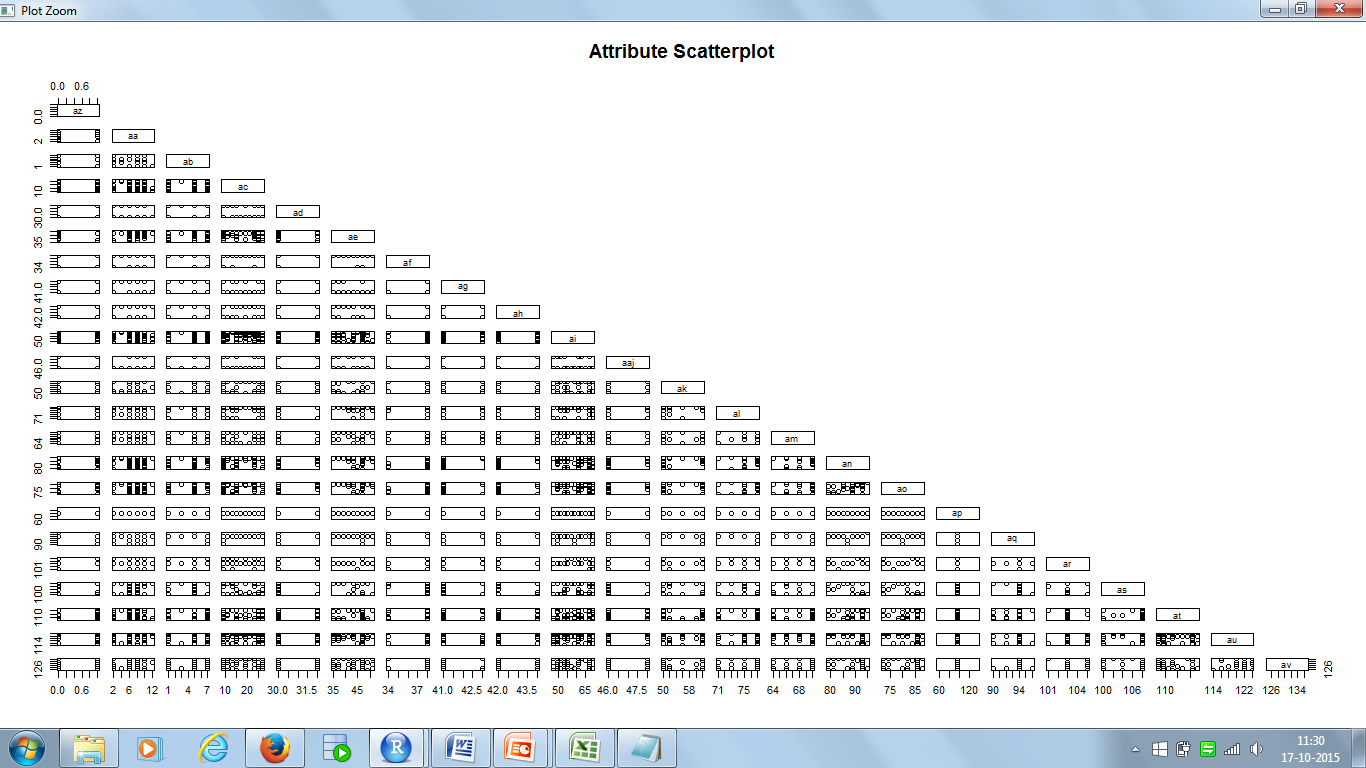 Plot Zoom
Attribute Scatterplot
0.0 0.6
0.0 az
2 aa
1 ab
10 ac
30.0 ad
35 ae
34 af
41.0 ag
42.0 ah
50 ai
46.0 aaj
50 ak
71 al
64 am
80 an
75 ao
60 ap
90 aq
101 ar
100 as
110 at
114 au
126 av 126
0.0 0.6 2 6 12 1 4 7 10 20 30.0 31.5 35 45 34 37 41.0 42.5 42.0 43.5 50 65 46.0 47.5 50 58 71 75 64 68 80 90 75 85 60 120 90 94 101 104 100 106 110 114 122 126 134
11:30
17-10-2015